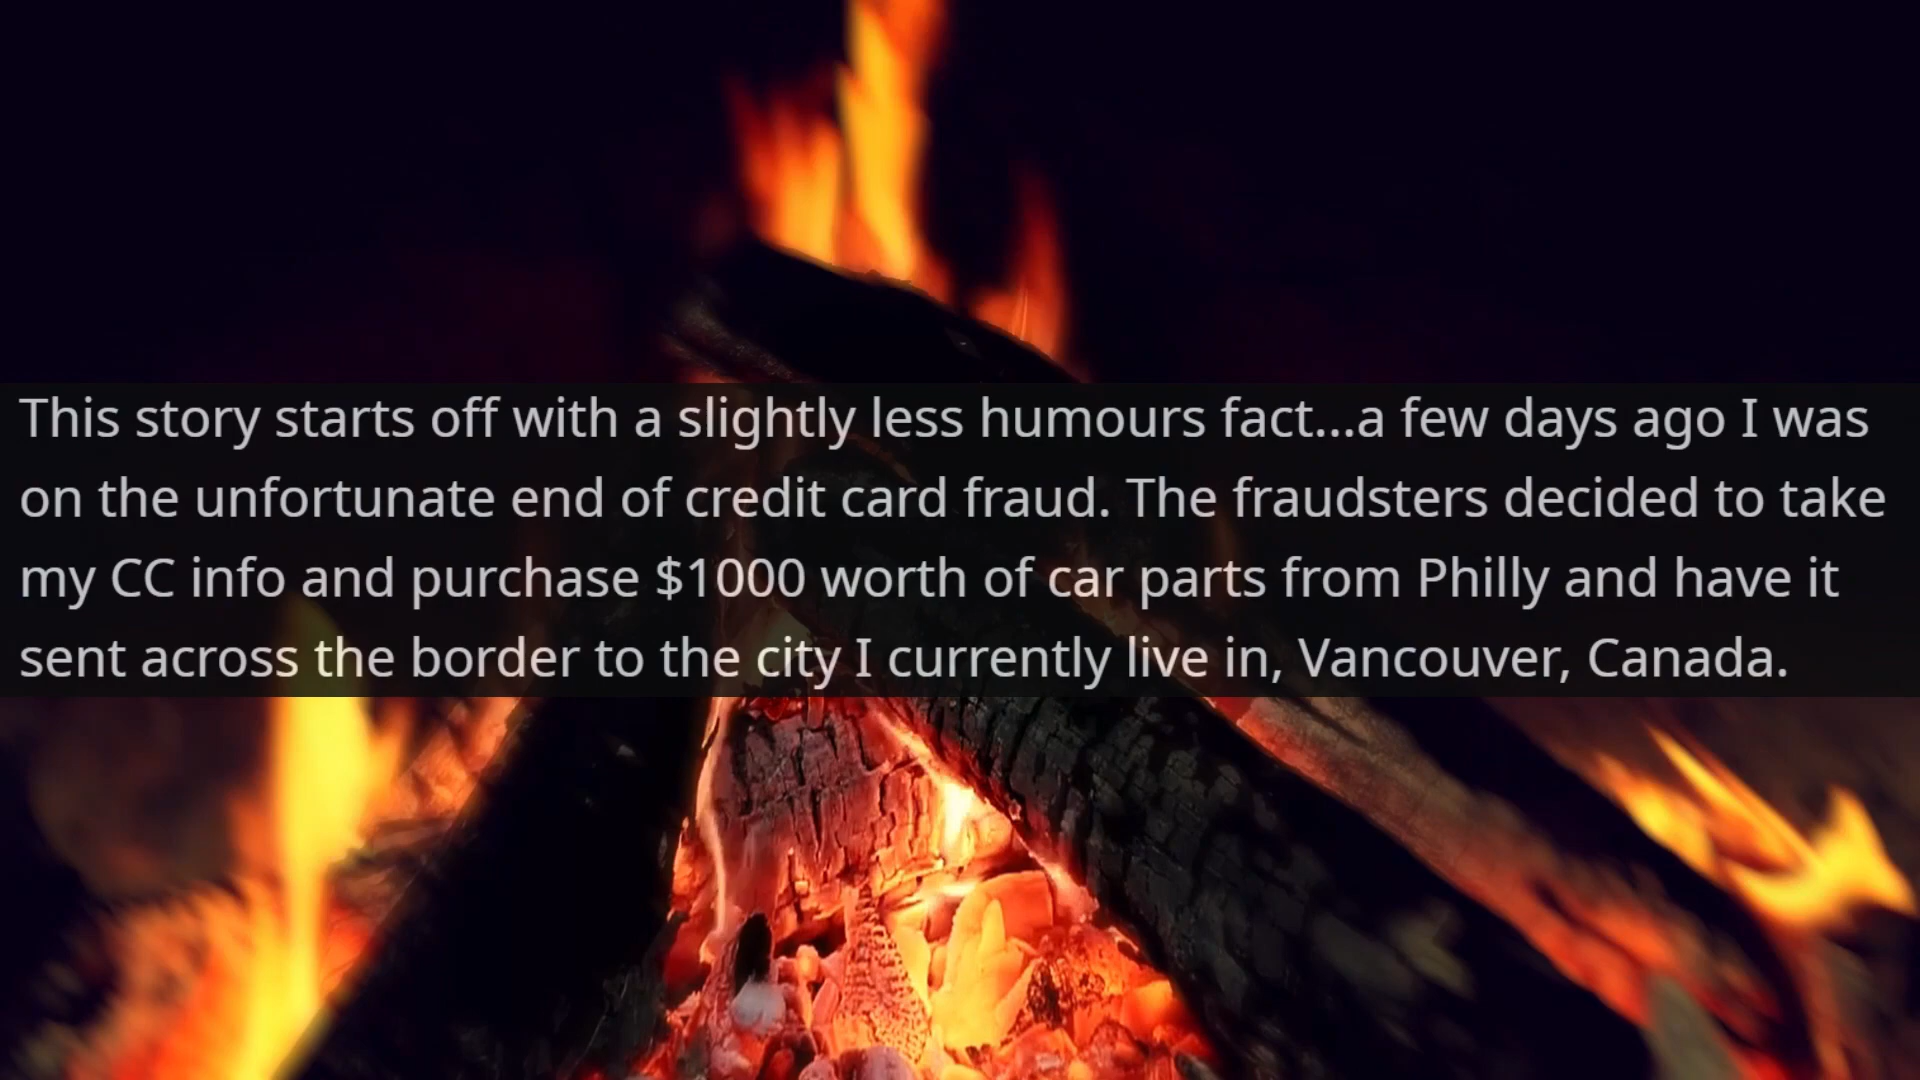 This story starts off with a slightly less humours fact...a few days ago I was
on the unfortunate end of credit card fraud. The fraudsters decided to take
my CC info and purchase $1000 worth of car parts from Philly and have it
sent across the border to the city I currently live in, Vancouver, Canada.